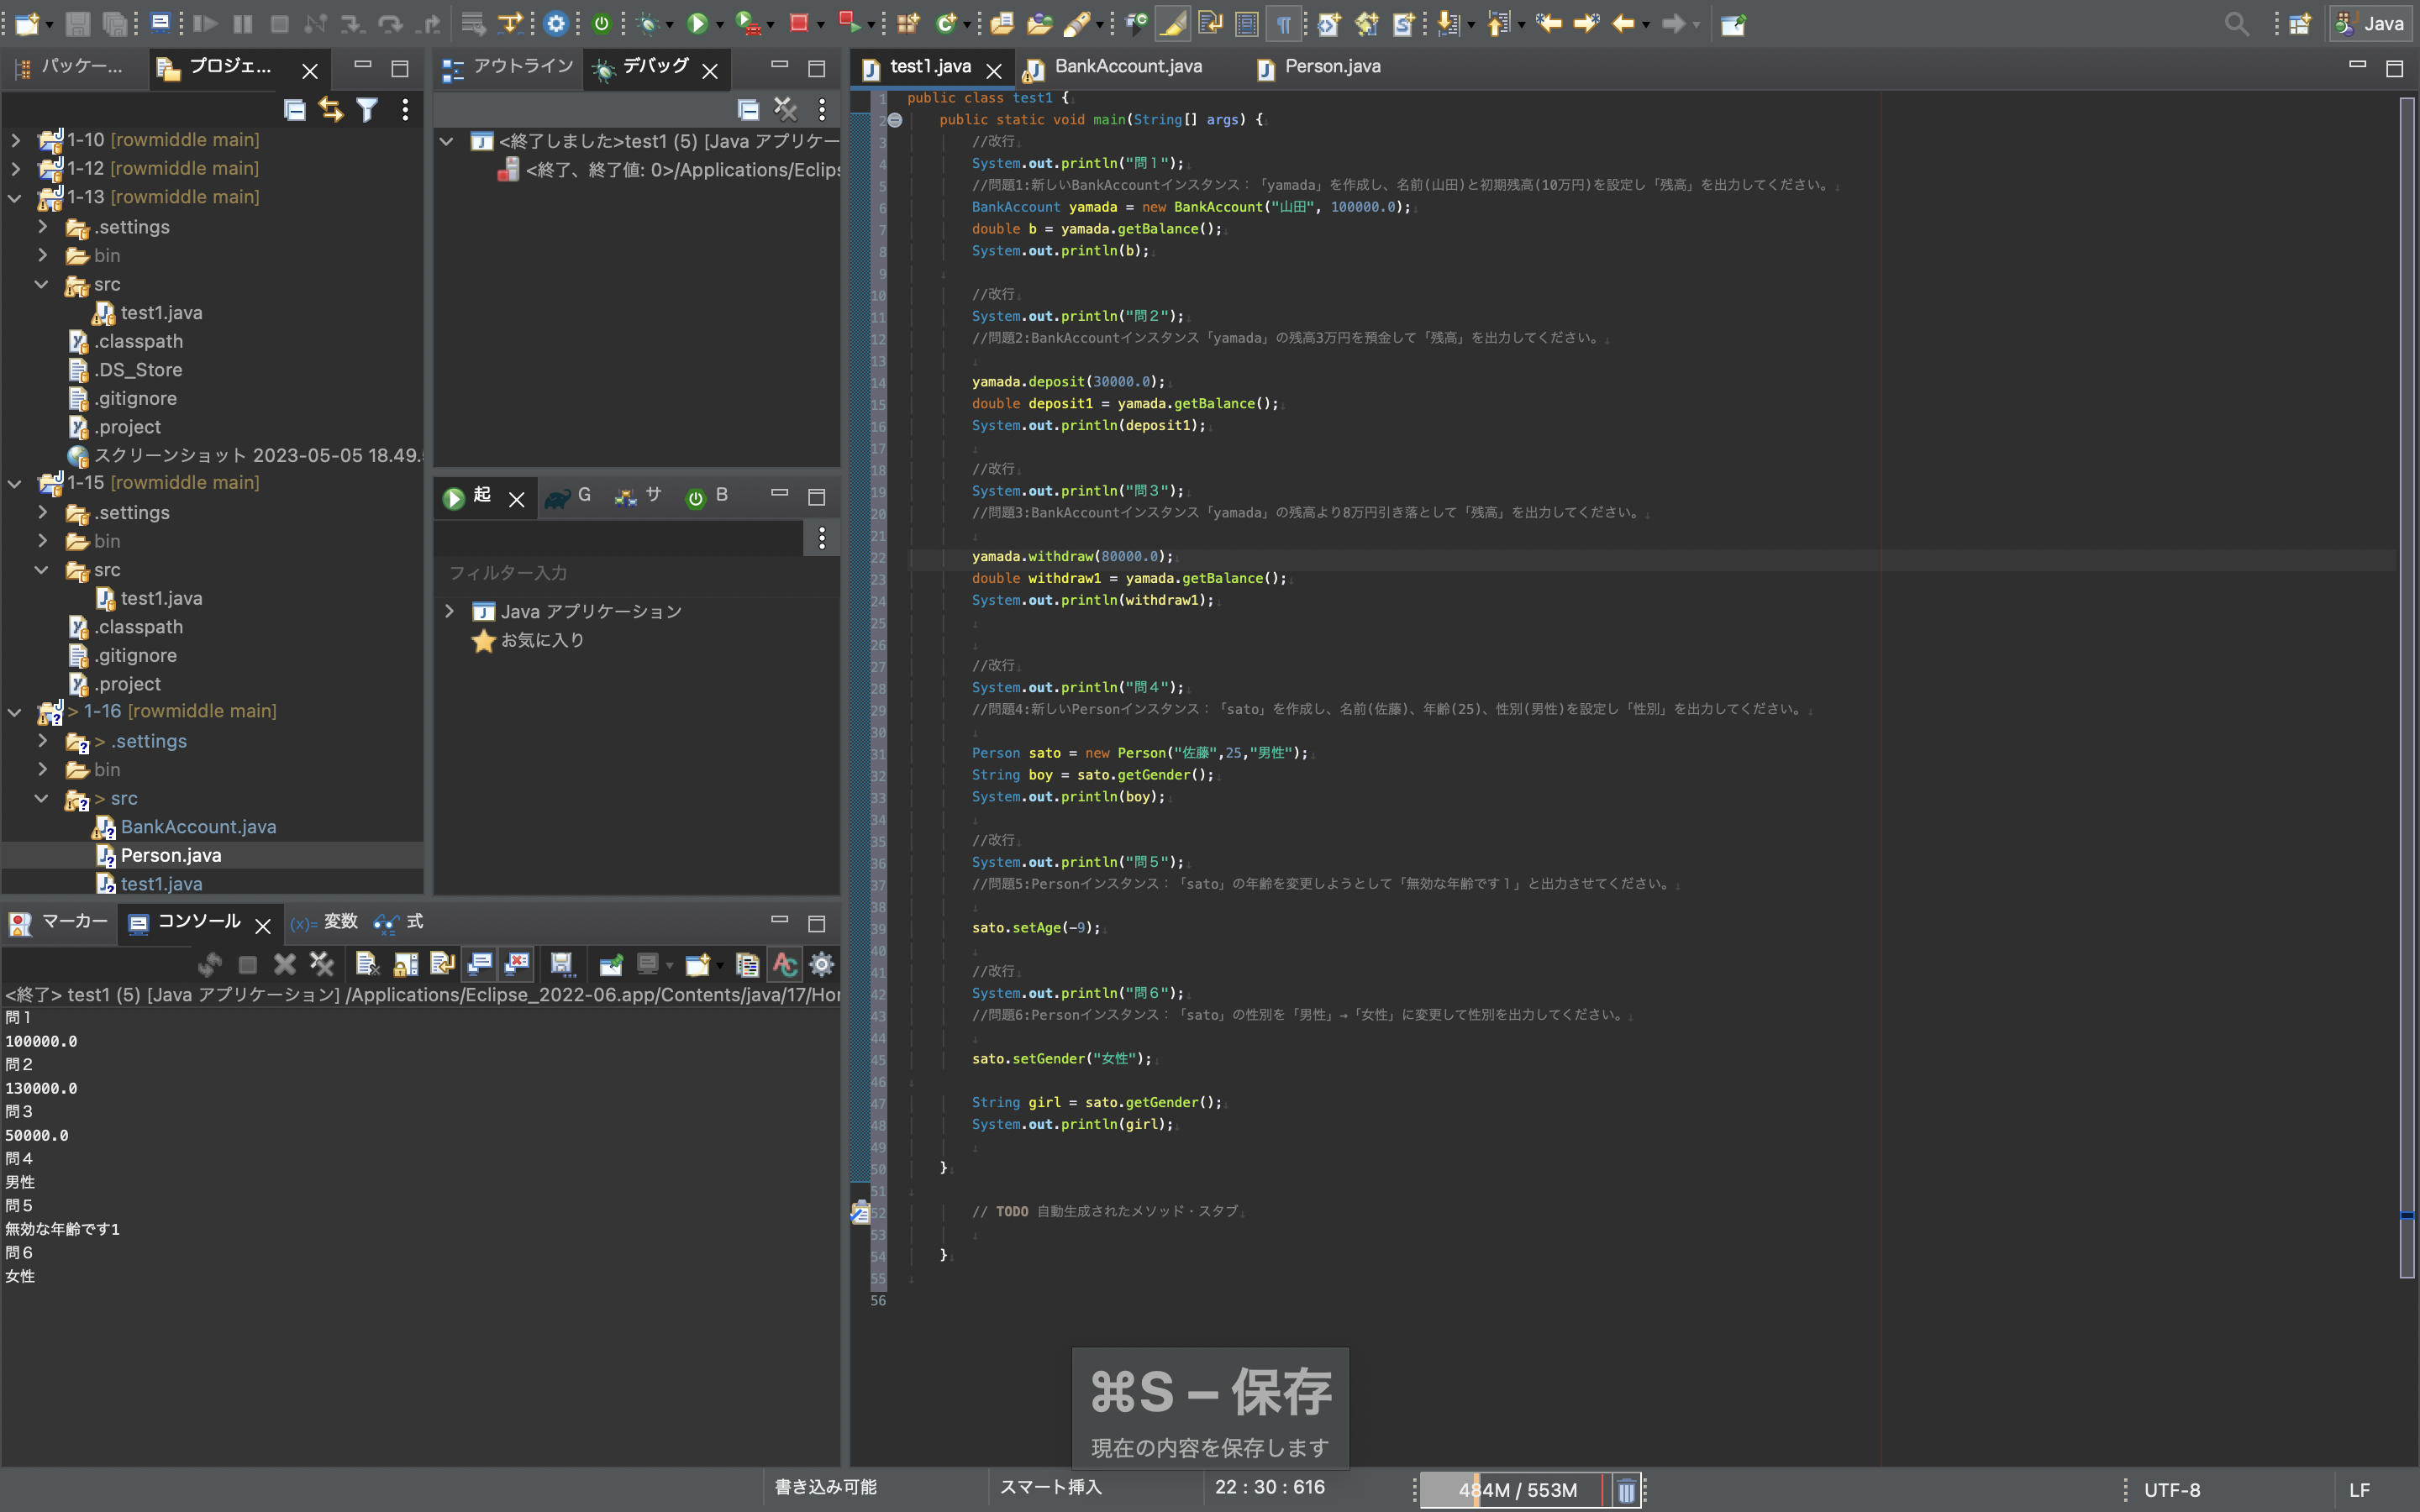 Java
パッケー...
プロジェ...
1-10 [rowmiddle main]
1-12 [rowmiddle main]
1-13 [rowmiddle main]
.settings
bin
src
test1.java
.classpath
.DS_Store
.gitignore
.project
スクリーンショット 2023-05-05 18.49.
1-15 [rowmiddle main]
.settings
bin
src
test1.java
.classpath
.gitignore
.project
> 1-16 [rowmiddle main]
> .settings
bin
> src
BankAccount.java
Person.java
test1.java
アウトライン
デバッグ
<終了しました>test1 (5) [Java アプリケー
<終了、終了値: 0>/Applications/Eclips
起
G
サ
B
フィルター入力
Java アプリケーション
お気に入り
マーカー
コンソール
(x)= 変数
式
<終了> test1 (5) [Java アプリケーション] /Applications/Eclipse_2022-06.app/Contents/java/17/Hor
問１
100000.0
問２
130000.0
問３
50000.0
問４
男性
問５
無効な年齢です1
問６
女性
test1.java
BankAccount.java
Person.java
1 public class test1 {
2 public static void main(String[] args) {
3 //改行
4 System.out.println("問１");
5 //問題1:新しいBankAccountインスタンス：「yamada」を作成し、名前(山田)と初期残高(10万円)を設定し「残高」を出力してください。
6 BankAccount yamada = new BankAccount("山田", 100000.0);
7 double b = yamada.getBalance();
8 System.out.println(b);
9
10 //改行
11 System.out.println("問２");
12 //問題2:BankAccountインスタンス「yamada」の残高3万円を預金して「残高」を出力してください。
13
14 yamada.deposit(30000.0);
15 double deposit1 = yamada.getBalance();
16 System.out.println(deposit1);
17
18 //改行
19 System.out.println("問３");
20 //問題3:BankAccountインスタンス「yamada」の残高より8万円引き落として「残高」を出力してください。
21
22 yamada.withdraw(80000.0);
23 double withdraw1 = yamada.getBalance();
24 System.out.println(withdraw1);
25
26
27 //改行
28 System.out.println("問４");
29 //問題4:新しいPersonインスタンス：「sato」を作成し、名前(佐藤)、年齢(25)、性別(男性)を設定し「性別」を出力してください。
30
31 Person sato = new Person("佐藤",25,"男性");
32 String boy = sato.getGender();
33 System.out.println(boy);
34
35 //改行
36 System.out.println("問５");
37 //問題5:Personインスタンス：「sato」の年齢を変更しようとして「無効な年齢です１」と出力させてください。
38
39 sato.setAge(-9);
40
41 //改行
42 System.out.println("問６");
43 //問題6:Personインスタンス：「sato」の性別を「男性」→「女性」に変更して性別を出力してください。
44
45 sato.setGender("女性");
46
47 String girl = sato.getGender();
48 System.out.println(girl);
49
50 }
51
52 // TODO 自動生成されたメソッド・スタブ
53
54 }
55
56
⌘S – 保存
現在の内容を保存します
書き込み可能
スマート挿入
22 : 30 : 616
484M / 553M
UTF-8
LF